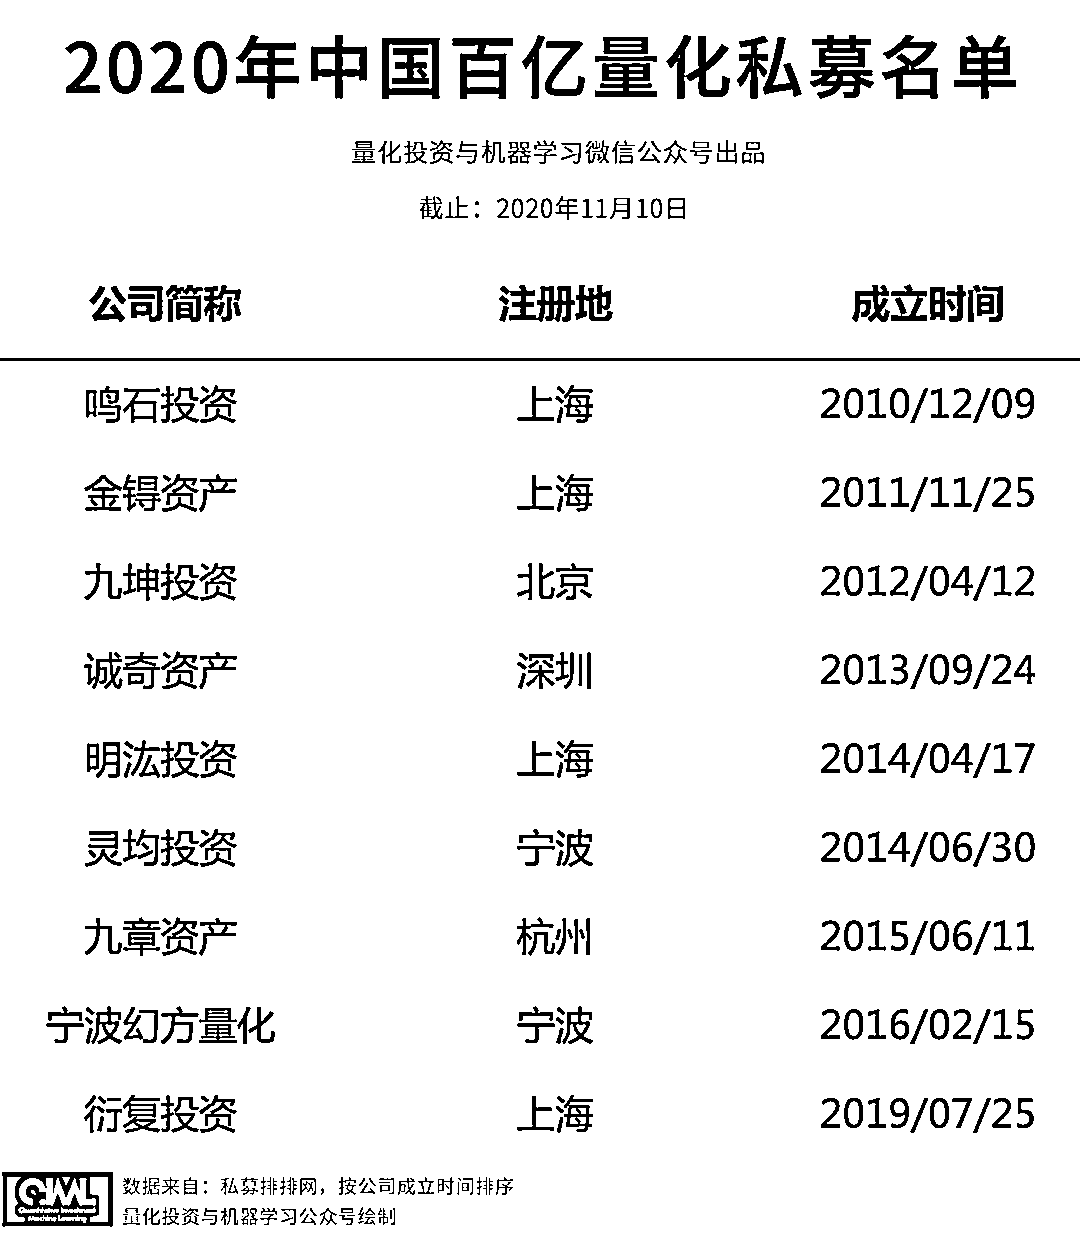 2020年中国百亿量化私募名单
量化投资与机器学习微信公众号出品
截止：2020年11月10日
公司简称 注册地 成立时间
鸣石投资 上海 2010/12/09
金锝资产 上海 2011/11/25
九坤投资 北京 2012/04/12
诚奇资产 深圳 2013/09/24
明汯投资 上海 2014/04/17
灵均投资 宁波 2014/06/30
九章资产 杭州 2015/06/11
宁波幻方量化 宁波 2016/02/15
衍复投资 上海 2019/07/25
数据来自：私募排排网，按公司成立时间排序
量化投资与机器学习公众号绘制